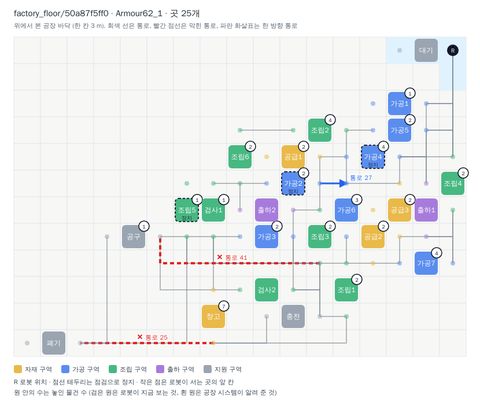 factory_floor/50a87f5ff0 · Armour62_1 · 곳 25개
위에서 본 공장 바닥 (한 칸 3 m). 회색 선은 통로, 빨간 점선은 막힌 통로, 파란 화살표는 한 방향 통로
대기 R
가공1 1
조립2 4 가공5 2
조립6 2 공급1 2 가공4 4
가공2 2 통로 27 조립4 2
조립5 1 검사1 1 출하2 가공6 3 공급3 2 출하1
공구 1 가공3 2 조립3 2 공급2 2
✕ 통로 41 가공7 4
검사2 조립1 2
창고 7 충전
✕ 통로 25
폐기
자재 구역 가공 구역 조립 구역 출하 구역 지원 구역
R 로봇 위치 · 점선 테두리는 점검으로 정지 · 작은 점은 로봇이 서는 곳의 앞 칸
원 안의 수는 놓인 물건 수 (검은 원은 로봇이 지금 보는 것, 흰 원은 공장 시스템이 알려 준 것)